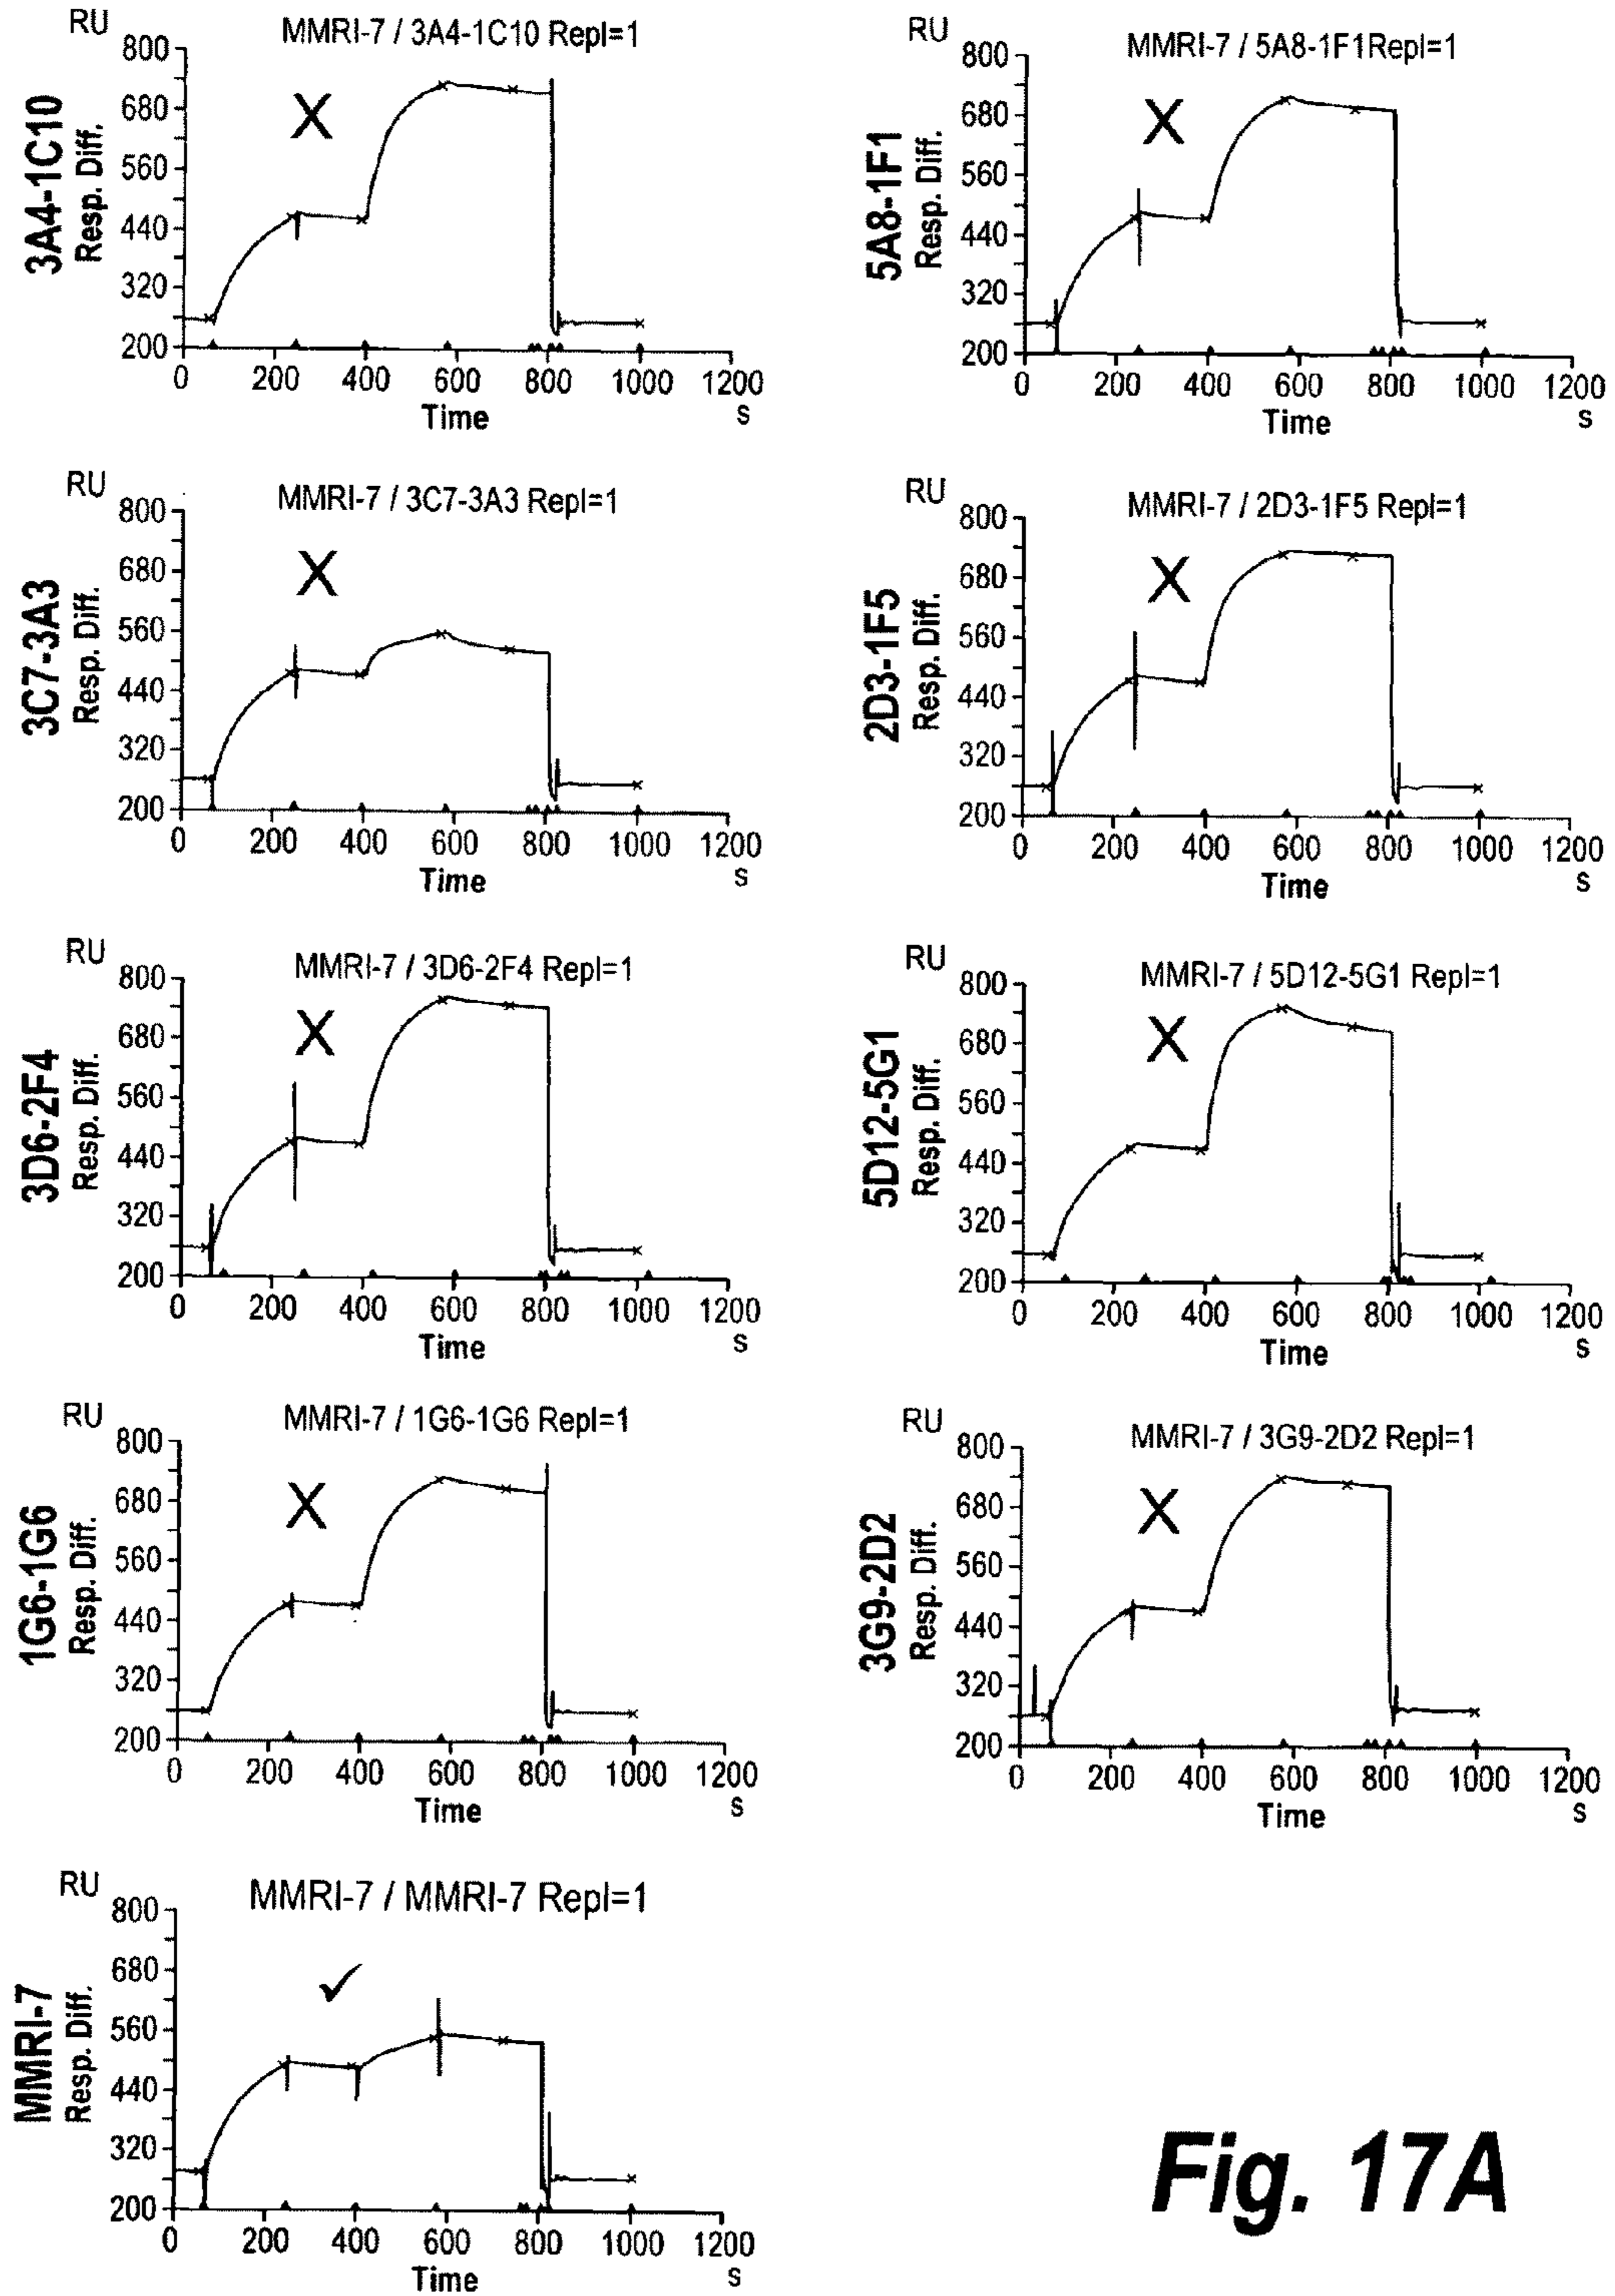 RU
MMRI-7 / 3A4-1C10 Repl=1
3A4-1C10
Resp. Diff.
800
680
560
440
320
200
0 200 400 600 800 1000 1200
Time
s
RU
MMRI-7 / 5A8-1F1Repl=1
5A8-1F1
Resp. Diff.
800
680
560
440
320
200
0 200 400 600 800 1000 1200
Time
s
RU
MMRI-7 / 3C7-3A3 Repl=1
3C7-3A3
Resp. Diff.
800
680
560
440
320
200
0 200 400 600 800 1000 1200
Time
s
RU
MMRI-7 / 2D3-1F5 Repl=1
2D3-1F5
Resp. Diff.
800
680
560
440
320
200
0 200 400 600 800 1000 1200
Time
s
RU
MMRI-7 / 3D6-2F4 Repl=1
3D6-2F4
Resp. Diff.
800
680
560
440
320
200
0 200 400 600 800 1000 1200
Time
s
RU
MMRI-7 / 5D12-5G1 Repl=1
5D12-5G1
Resp. Diff.
800
680
560
440
320
200
0 200 400 600 800 1000 1200
Time
s
RU
MMRI-7 / 1G6-1G6 Repl=1
1G6-1G6
Resp. Diff.
800
680
560
440
320
200
0 200 400 600 800 1000 1200
Time
s
RU
MMRI-7 / 3G9-2D2 Repl=1
3G9-2D2
Resp. Diff.
800
680
560
440
320
200
0 200 400 600 800 1000 1200
Time
s
RU
MMRI-7 / MMRI-7 Repl=1
MMRI-7
Resp. Diff.
800
680
560
440
320
200
0 200 400 600 800 1000 1200
Time
s
Fig. 17A